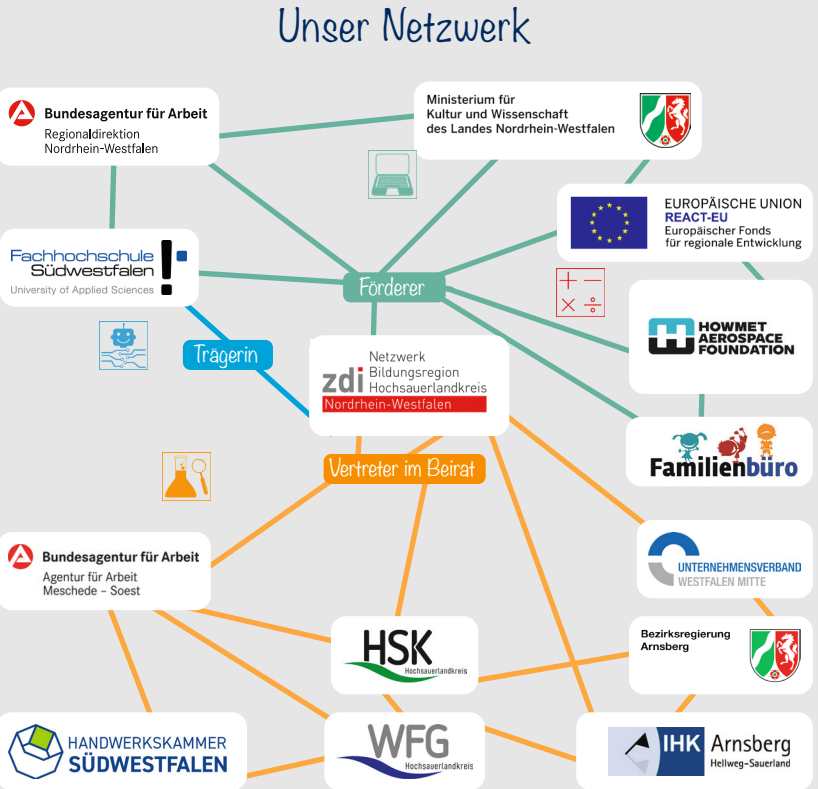 Unser Netzwerk
Bundesagentur für Arbeit
Regionaldirektion
Nordrhein-Westfalen
Ministerium für
Kultur und Wissenschaft
des Landes Nordrhein-Westfalen
EUROPÄISCHE UNION
REACT-EU
Europäischer Fonds
für regionale Entwicklung
Fachhochschule
Südwestfalen
University of Applied Sciences
Förderer
HOWMET
AEROSPACE
FOUNDATION
Trägerin
zdi
Netzwerk
Bildungsregion
Hochsauerlandkreis
Nordrhein-Westfalen
Familienbüro
Vertreter im Beirat
Bundesagentur für Arbeit
Agentur für Arbeit
Meschede – Soest
UNTERNEHMENSVERBAND
WESTFALEN MITTE
HSK
Hochsauerlandkreis
Bezirksregierung
Arnsberg
HANDWERKSKAMMER
SÜDWESTFALEN
WFG
Hochsauerlandkreis
IHK Arnsberg
Hellweg-Sauerland